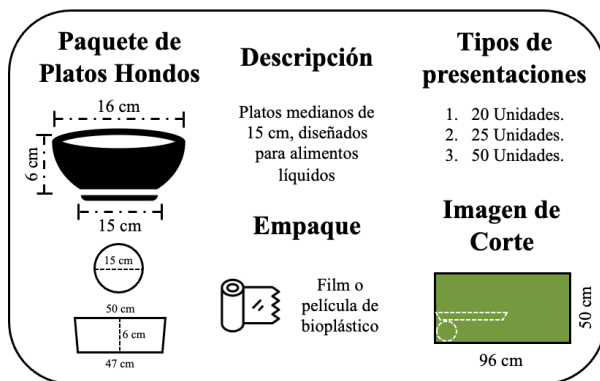 Paquete de
Platos Hondos
16 cm
6 cm
15 cm
15 cm
50 cm
6 cm
47 cm
Descripción
Platos medianos de
15 cm, diseñados
para alimentos
líquidos
Empaque
Film o
película de
bioplástico
Tipos de
presentaciones
1. 20 Unidades.
2. 25 Unidades.
3. 50 Unidades.
Imagen de
Corte
50 cm
96 cm